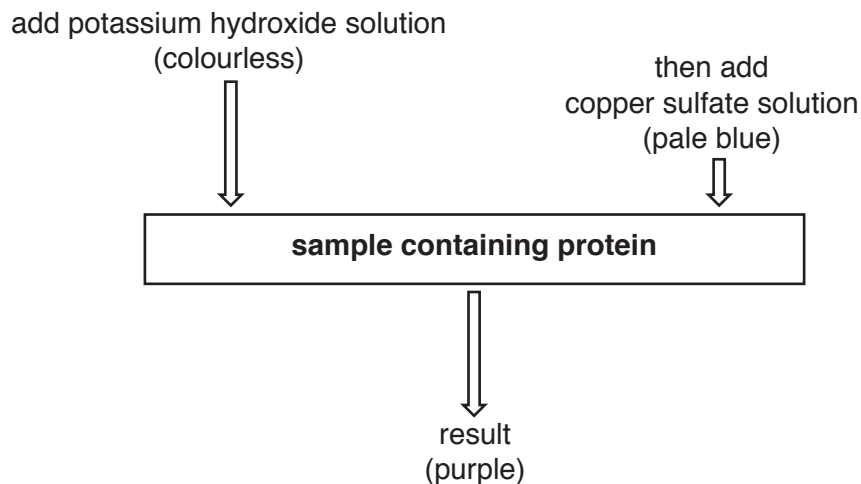 add potassium hydroxide solution
(colourless)
then add
copper sulfate solution
(pale blue)
sample containing protein
result
(purple)